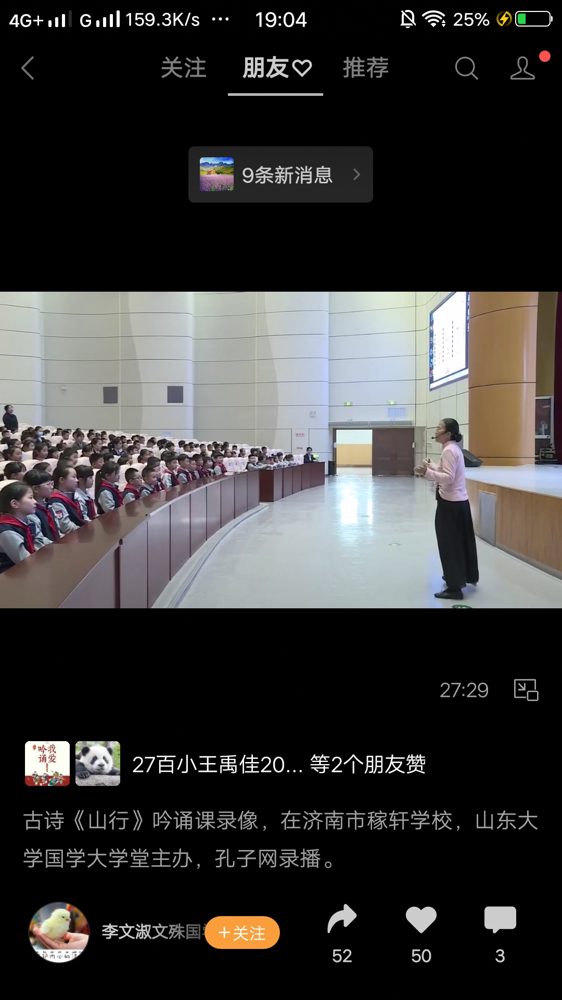 4G+ G 159.3K/s ··· 19:04 25%
关注 朋友♡ 推荐
9条新消息
27:29
我爱
吟诵
27百小王禹佳20... 等2个朋友赞
古诗《山行》吟诵课录像，在济南市稼轩学校，山东大
学国学大学堂主办，孔子网录播。
李文淑文殊国
+关注
52 50 3